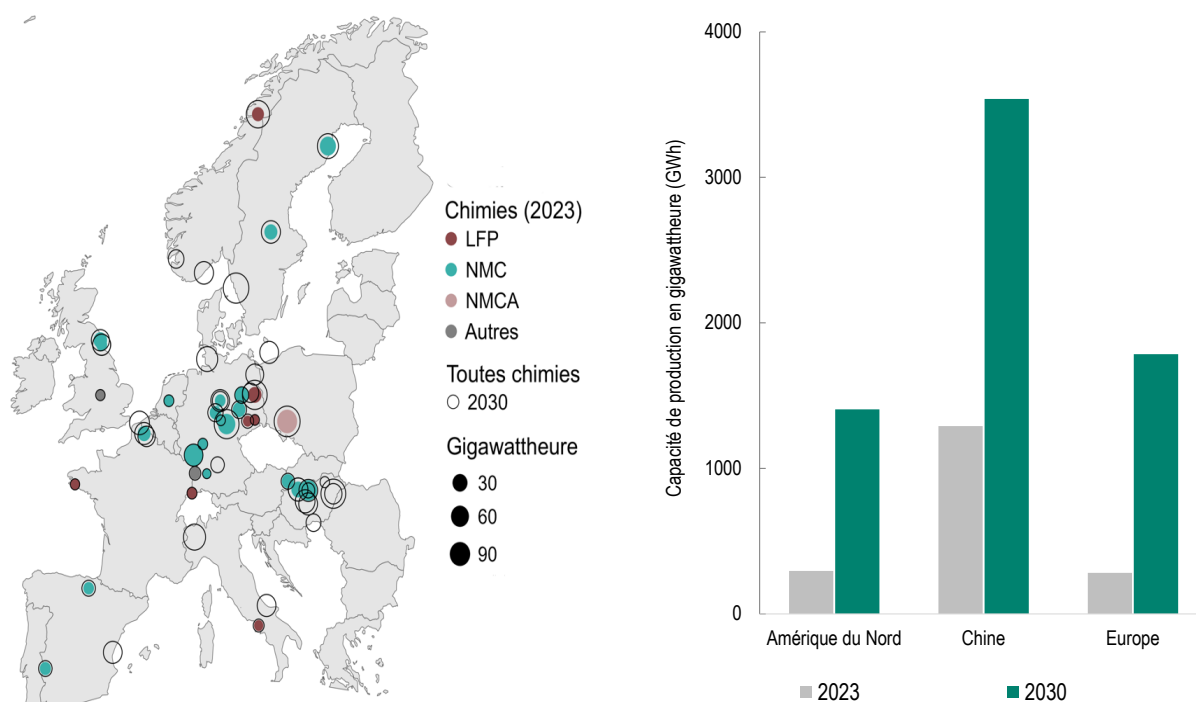 Chimies (2023)
LFP
NMC
NMCA
Autres
Toutes chimies
2030
Gigawattheure
30
60
90
Capacité de production en gigawattheure (GWh)
4000
3000
2000
1000
0
Amérique du Nord
Chine
Europe
2023
2030